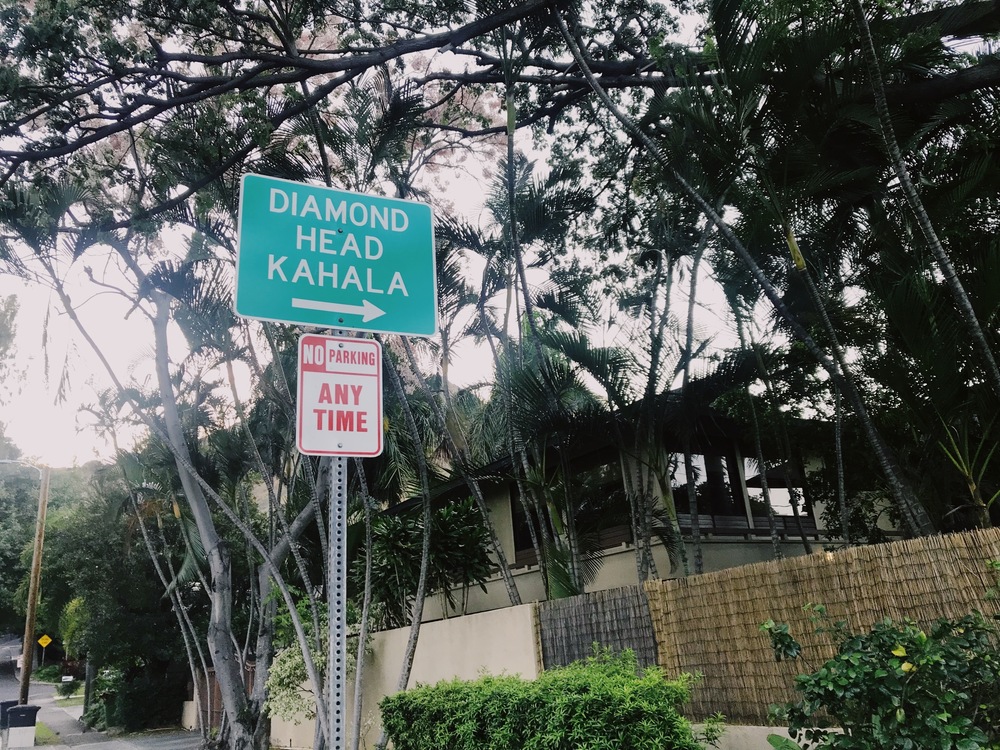 DIAMOND
HEAD
KAHALA
NO PARKING
ANY
TIME